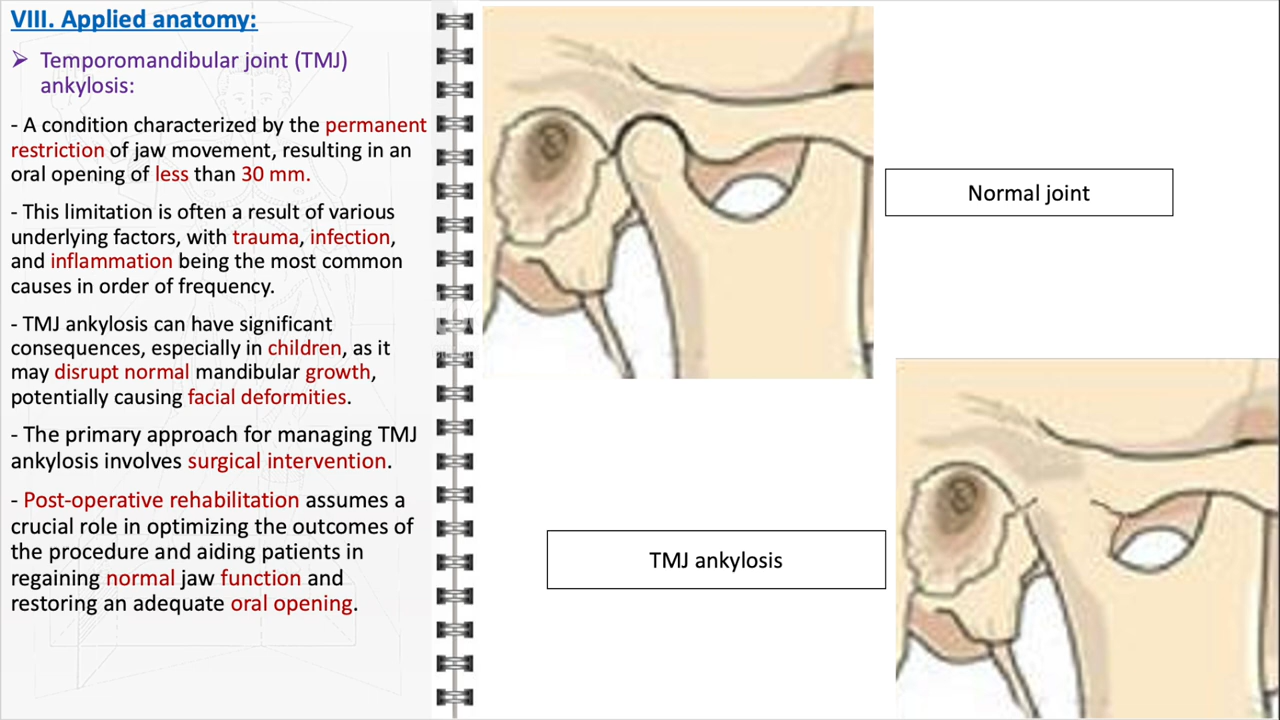 VIII. Applied anatomy:
➢ Temporomandibular joint (TMJ)
ankylosis:
- A condition characterized by the permanent
restriction of jaw movement, resulting in an
oral opening of less than 30 mm.
- This limitation is often a result of various
underlying factors, with trauma, infection,
and inflammation being the most common
causes in order of frequency.
- TMJ ankylosis can have significant
consequences, especially in children, as it
may disrupt normal mandibular growth,
potentially causing facial deformities.
- The primary approach for managing TMJ
ankylosis involves surgical intervention.
- Post-operative rehabilitation assumes a
crucial role in optimizing the outcomes of
the procedure and aiding patients in
regaining normal jaw function and
restoring an adequate oral opening.
Normal joint
TMJ ankylosis